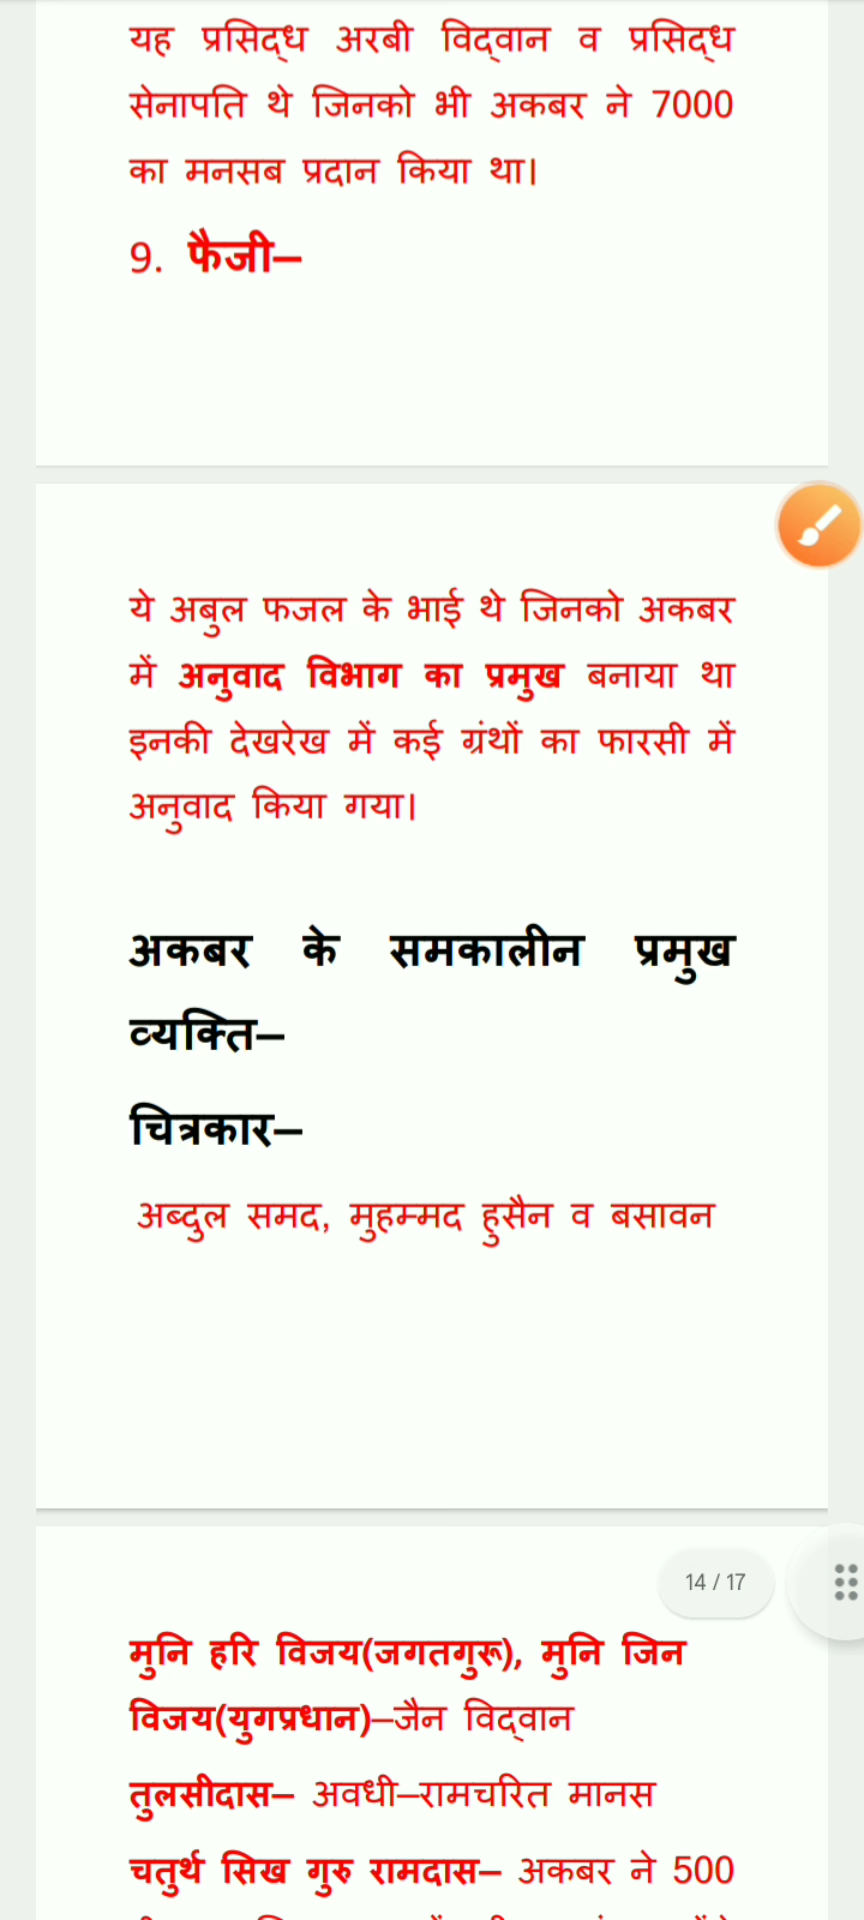 यह प्रसिद्ध अरबी विद्वान व प्रसिद्ध
सेनापति थे जिनको भी अकबर ने 7000
का मनसब प्रदान किया था।
9. फैजी–
ये अबुल फजल के भाई थे जिनको अकबर
में अनुवाद विभाग का प्रमुख बनाया था
इनकी देखरेख में कई ग्रंथों का फारसी में
अनुवाद किया गया।
अकबर के समकालीन प्रमुख
व्यक्ति–
चित्रकार–
अब्दुल समद, मुहम्मद हुसैन व बसावन
14 / 17
मुनि हरि विजय(जगतगुरू), मुनि जिन
विजय(युगप्रधान)–जैन विद्वान
तुलसीदास– अवधी–रामचरित मानस
चतुर्थ सिख गुरु रामदास– अकबर ने 500